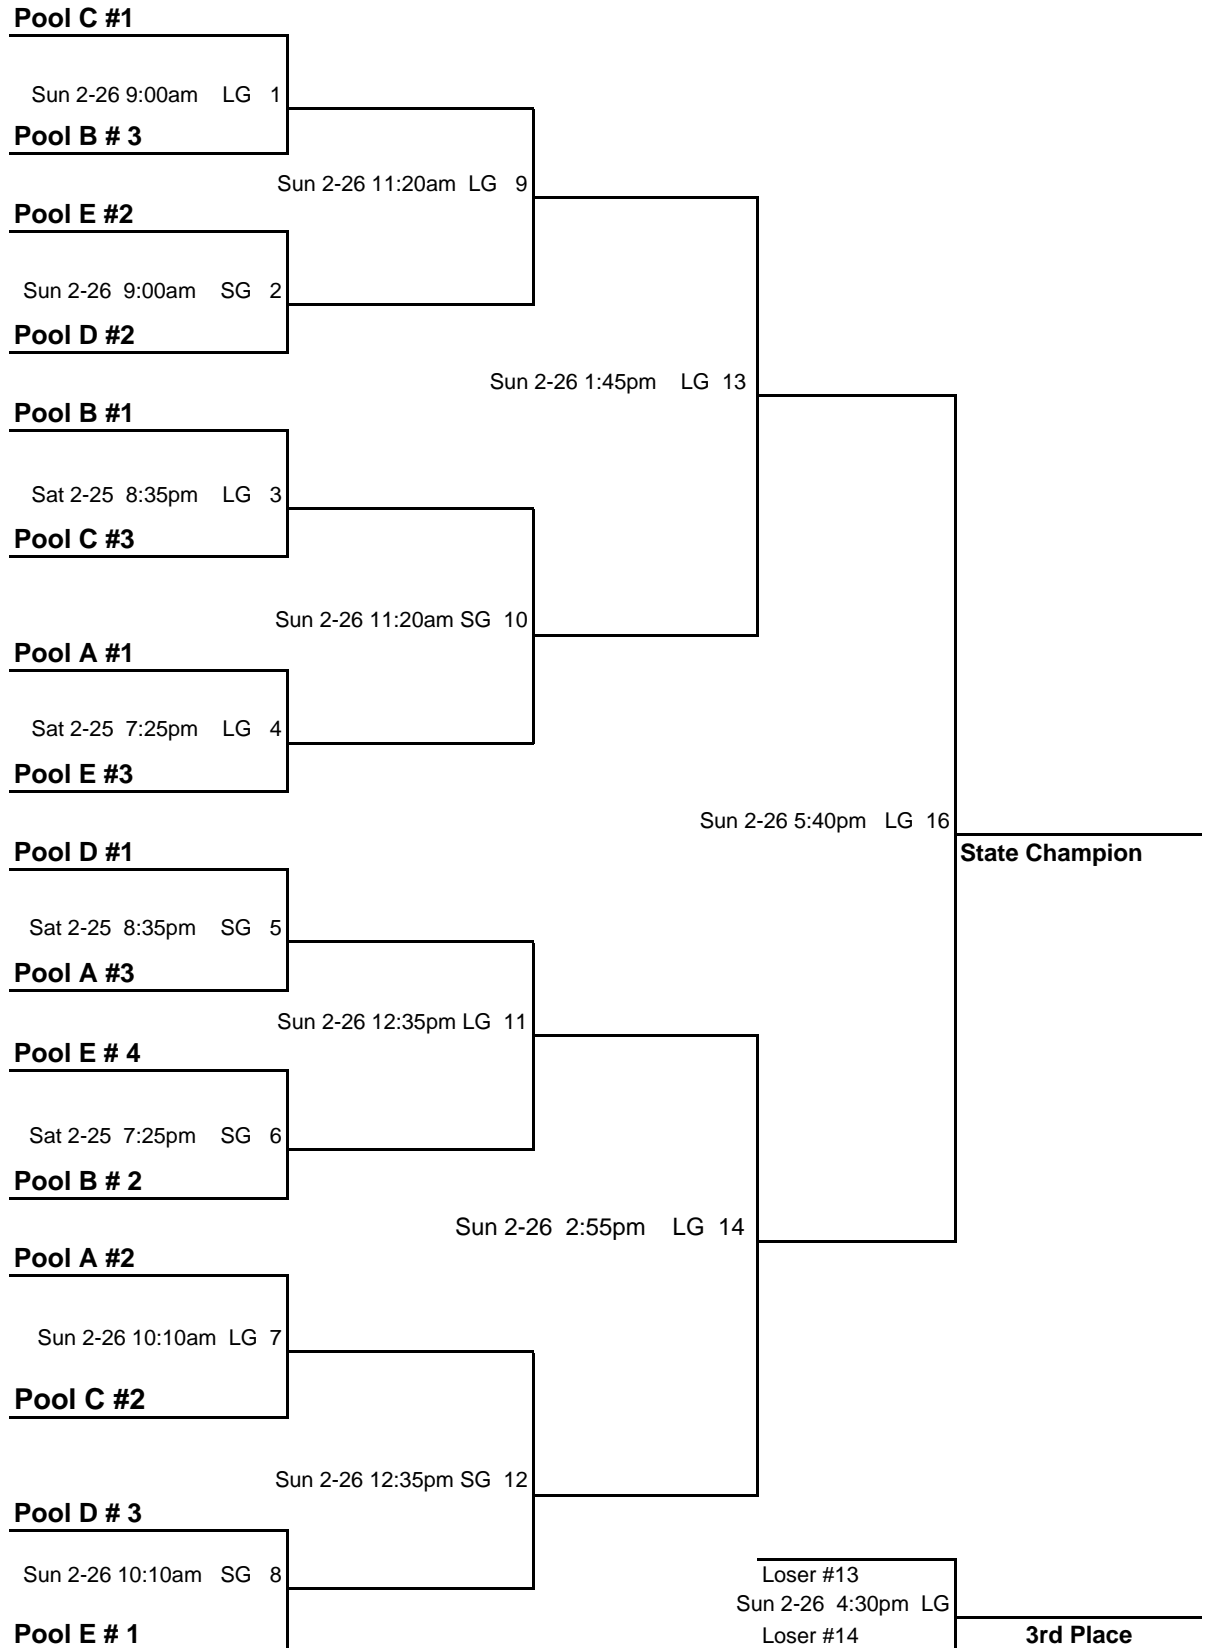 Pool C #1
Sun 2-26 9:00am LG 1
Pool B # 3
Sun 2-26 11:20am LG 9
Pool E #2
Sun 2-26 9:00am SG 2
Pool D #2
Sun 2-26 1:45pm LG 13
Pool B #1
Sat 2-25 8:35pm LG 3
Pool C #3
Sun 2-26 11:20am SG 10
Pool A #1
Sat 2-25 7:25pm LG 4
Pool E #3
Sun 2-26 5:40pm LG 16
Pool D #1
State Champion
Sat 2-25 8:35pm SG 5
Pool A #3
Sun 2-26 12:35pm LG 11
Pool E # 4
Sat 2-25 7:25pm SG 6
Pool B # 2
Sun 2-26 2:55pm LG 14
Pool A #2
Sun 2-26 10:10am LG 7
Pool C #2
Sun 2-26 12:35pm SG 12
Pool D # 3
Sun 2-26 10:10am SG 8
Loser #13
Sun 2-26 4:30pm LG
Pool E # 1
Loser #14
3rd Place